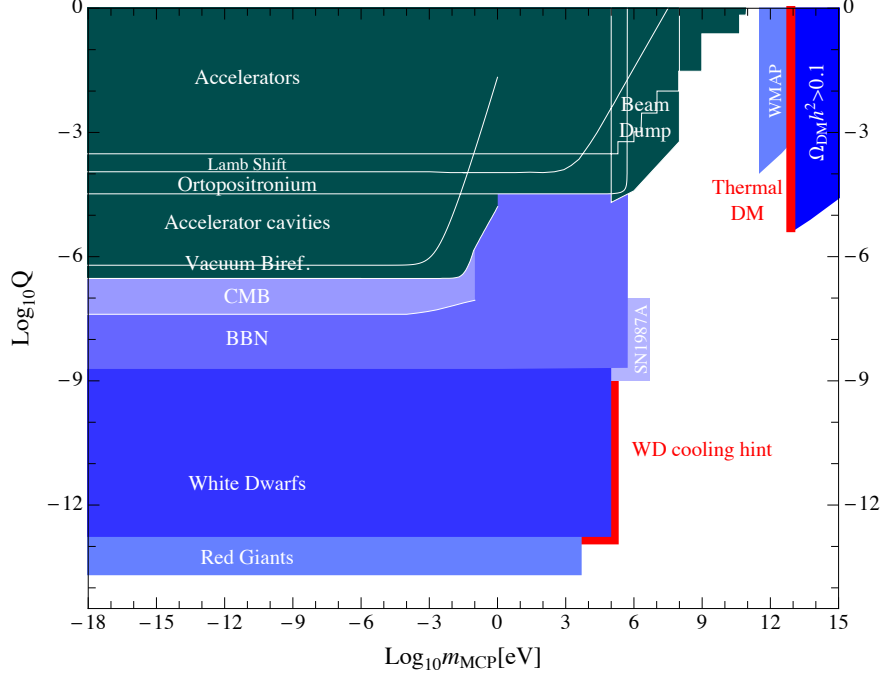 0
0
Accelerators
WMAP
Ω_DM h²>0.1
Beam
Dump
−3
−3
Lamb Shift
Ortopositronium
Thermal
DM
Accelerator cavities
Vacuum Biref.
−6
−6
Log₁₀Q
CMB
BBN
SN1987A
−9
−9
WD cooling hint
White Dwarfs
−12
−12
Red Giants
−18 −15 −12 −9 −6 −3 0 3 6 9 12 15
Log₁₀m_MCP[eV]